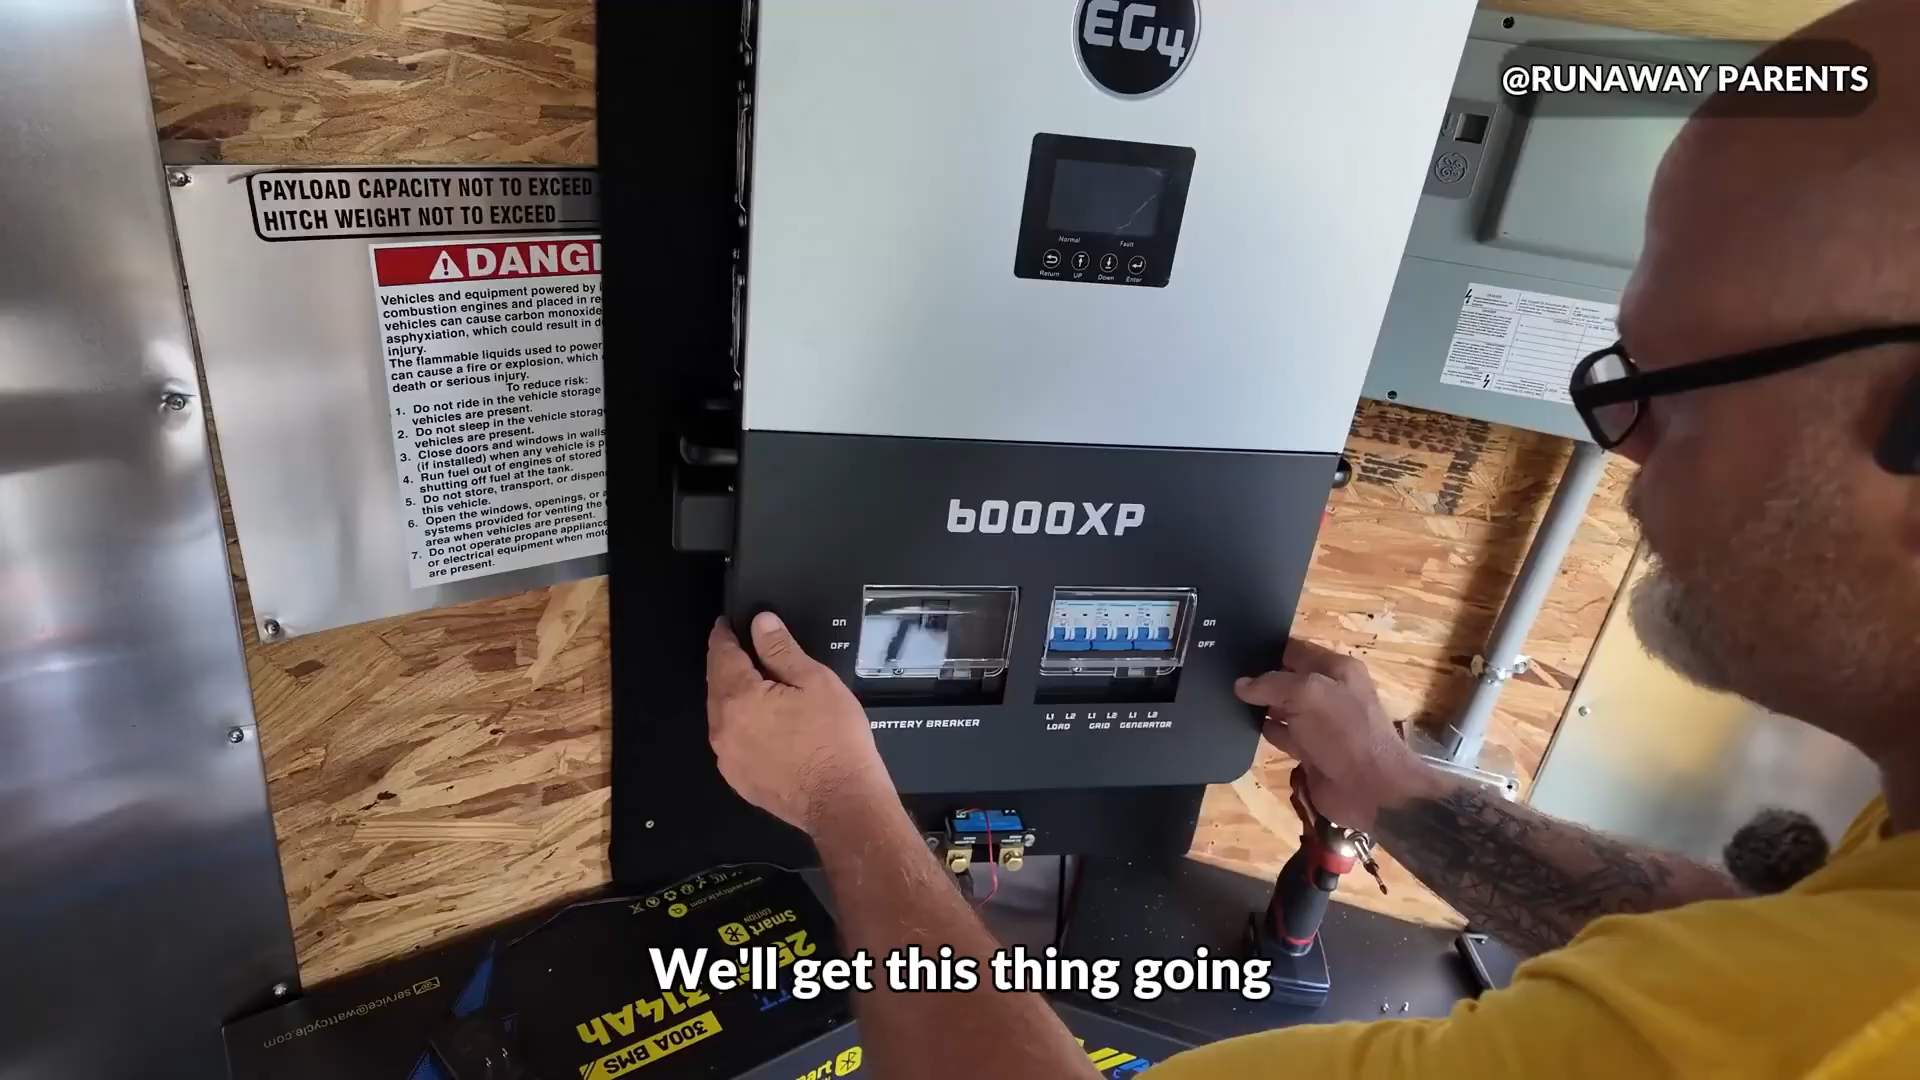 EG4
@RUNAWAY PARENTS
PAYLOAD CAPACITY NOT TO EXCEED
HITCH WEIGHT NOT TO EXCEED
DANG
Vehicles and equipment powered by
combustion engines and placed in
vehicles can cause carbon monoxide
asphyxiation, which could result in
injury.
The flammable liquids used to power
can cause a fire or explosion, which
death or serious injury.
To reduce risk:
1. Do not ride in the vehicle storage
vehicles are present.
2. Do not sleep in the vehicle storag
vehicles are present.
3. Close doors and windows in walls
(if installed) when any vehicle is
4. Run fuel out of engines of stored
shutting off fuel at the tank.
5. Do not store, transport, or dispen
this vehicle.
6. Open the windows, openings, or
systems provided for venting the
area when vehicles are present.
7. Do not operate propane appliance
or electrical equipment when mot
are present.
Normal Fault
Return UP Down Enter
6000XP
ON ON
OFF OFF
BATTERY BREAKER
L1 L2 L1 L2 L1 L2
LOAD GRID GENERATOR
www.wattcycle.com
Smart
EDITION
314Ah
300A BMS
service@wattcycle.com
We'll get this thing going